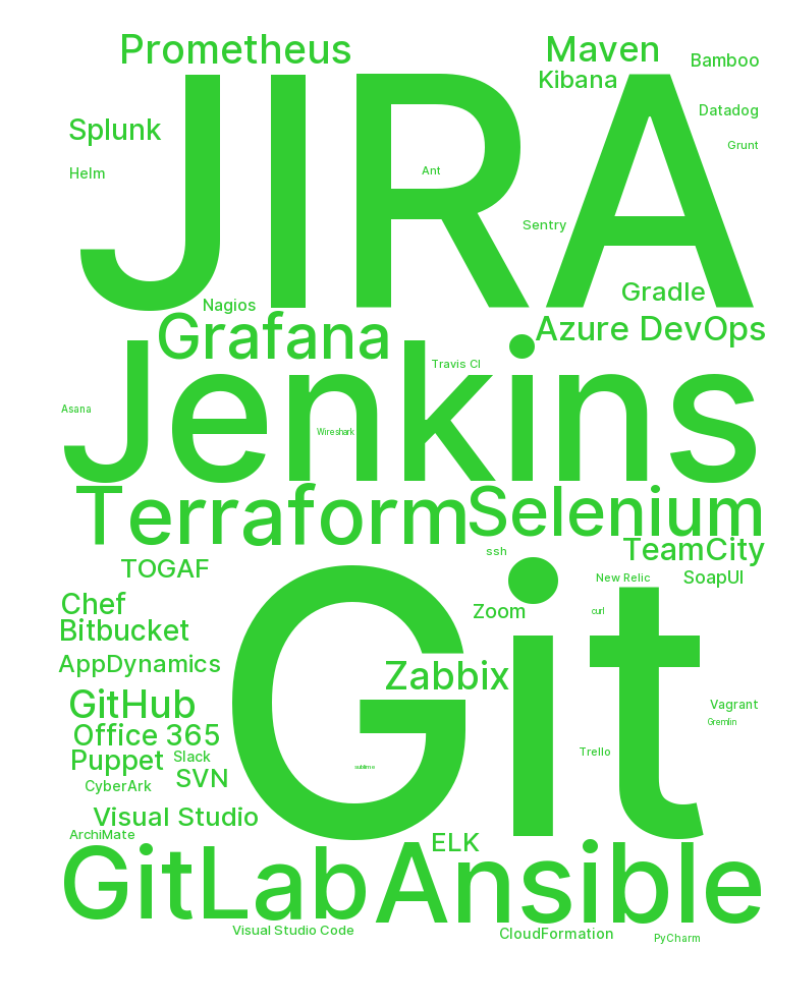 Prometheus
Maven
Bamboo
Kibana
JIRA
Datadog
Splunk
Grunt
Helm
Ant
Sentry
Gradle
Nagios
Grafana
Azure DevOps
Travis CI
Jenkins
Asana
Wireshark
Terraform
Selenium
TeamCity
ssh
TOGAF
New Relic
SoapUI
Chef
Zoom
curl
Bitbucket
Git
AppDynamics
Zabbix
GitHub
Vagrant
Gremlin
Office 365
Trello
Slack
Puppet
sublime
SVN
CyberArk
Visual Studio
ArchiMate
ELK
GitLab
Ansible
Visual Studio Code
CloudFormation
PyCharm